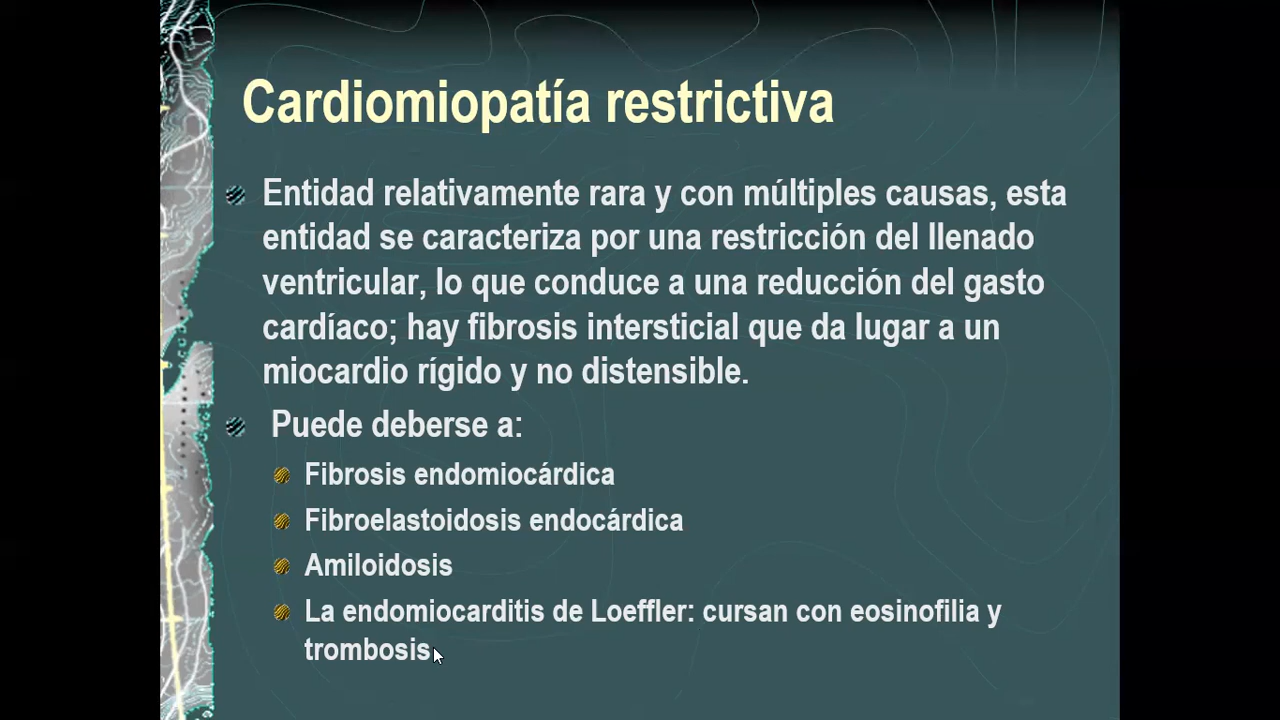 Cardiomiopatía restrictiva
Entidad relativamente rara y con múltiples causas, esta
entidad se caracteriza por una restricción del llenado
ventricular, lo que conduce a una reducción del gasto
cardíaco; hay fibrosis intersticial que da lugar a un
miocardio rígido y no distensible.
Puede deberse a:
Fibrosis endomiocárdica
Fibroelastoidosis endocárdica
Amiloidosis
La endomiocarditis de Loeffler: cursan con eosinofilia y
trombosis.